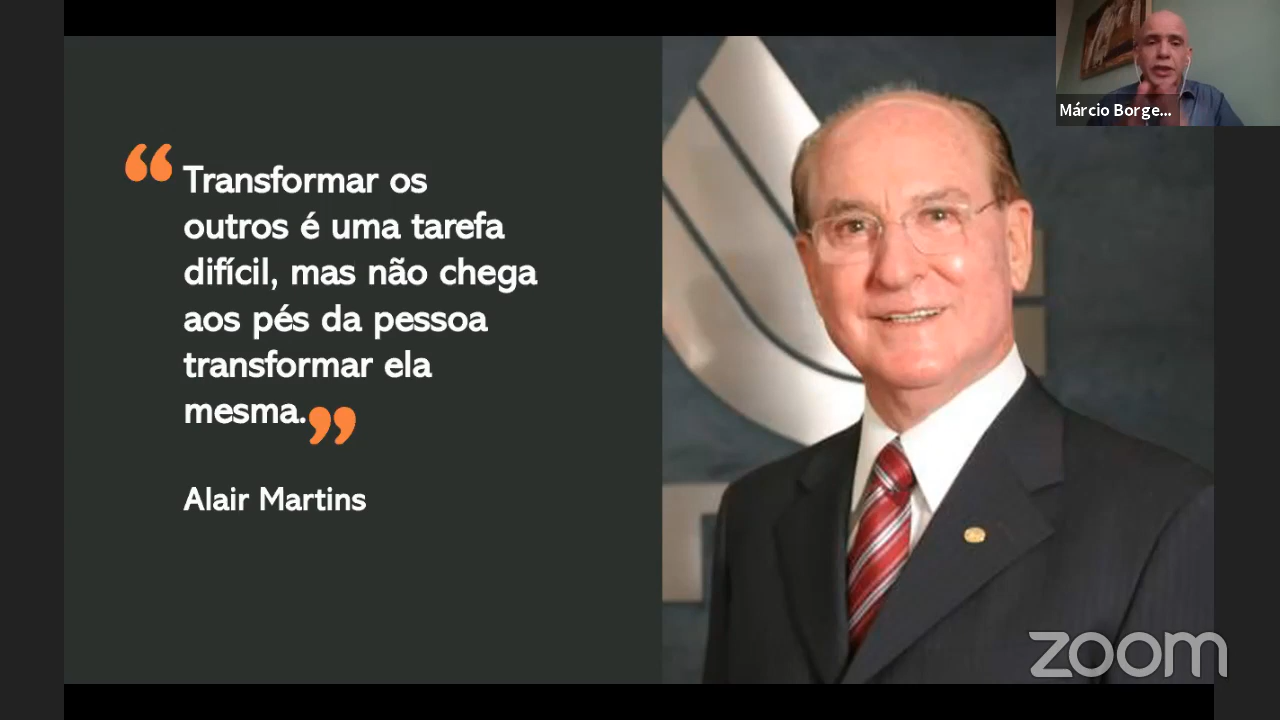 Márcio Borge...
“Transformar os
outros é uma tarefa
difícil, mas não chega
aos pés da pessoa
transformar ela
mesma.”
Alair Martins
zoom